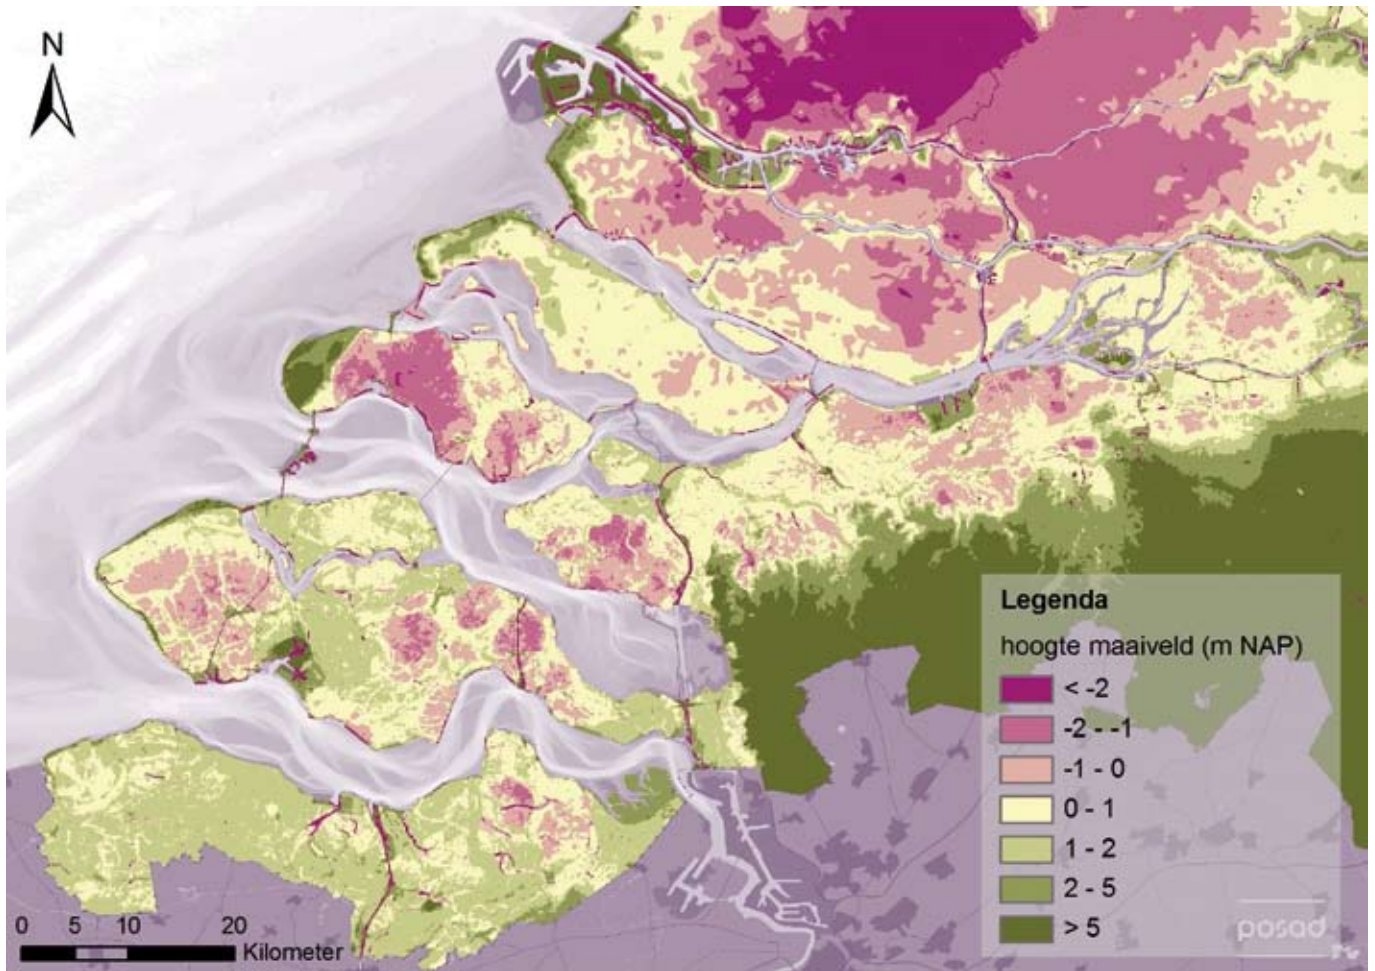 N
Legenda
hoogte maaiveld (m NAP)
< -2
-2 - -1
-1 - 0
0 - 1
1 - 2
2 - 5
> 5
posad
0 5 10 20
Kilometer